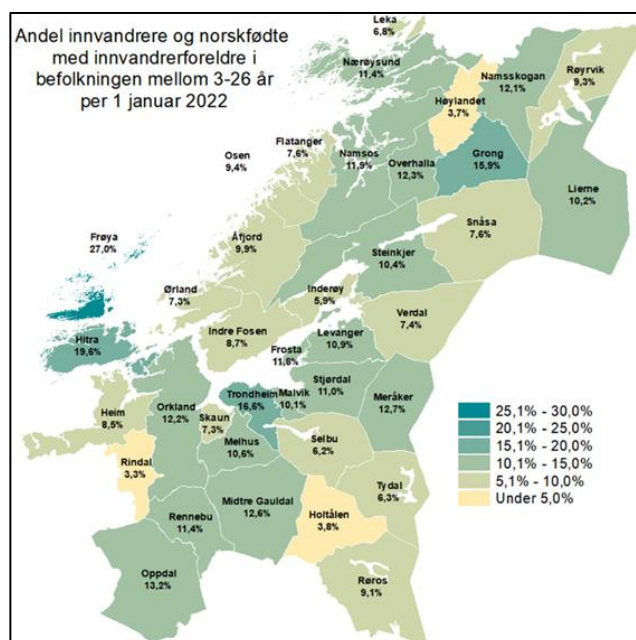 Andel innvandrere og norskfødte
med innvandrerforeldre i
befolkningen mellom 3-26 år
per 1 januar 2022
Leka
6,8%
Nærøysund
11,4%
Namsskogan
12,1%
Røyrvik
9,3%
Høylandet
3,7%
Osen
9,4%
Flatanger
7,6%
Namsos
11,9%
Overhalla
12,3%
Grong
15,9%
Lierne
10,2%
Snåsa
7,6%
Frøya
27,0%
Åfjord
9,9%
Steinkjer
10,4%
Ørland
7,3%
Inderøy
5,9%
Verdal
7,4%
Hitra
19,6%
Indre Fosen
8,7%
Levanger
10,9%
Frosta
11,8%
Stjørdal
11,0%
Meråker
12,7%
Heim
8,5%
Orkland
12,2%
Trondheim
16,6%
Malvik
10,1%
Skaun
7,3%
Melhus
10,6%
Selbu
6,2%
Rindal
3,3%
Tydal
6,3%
Midtre Gauldal
12,6%
Holtålen
3,8%
Rennebu
11,4%
Oppdal
13,2%
Røros
9,1%
25,1% - 30,0%
20,1% - 25,0%
15,1% - 20,0%
10,1% - 15,0%
5,1% - 10,0%
Under 5,0%